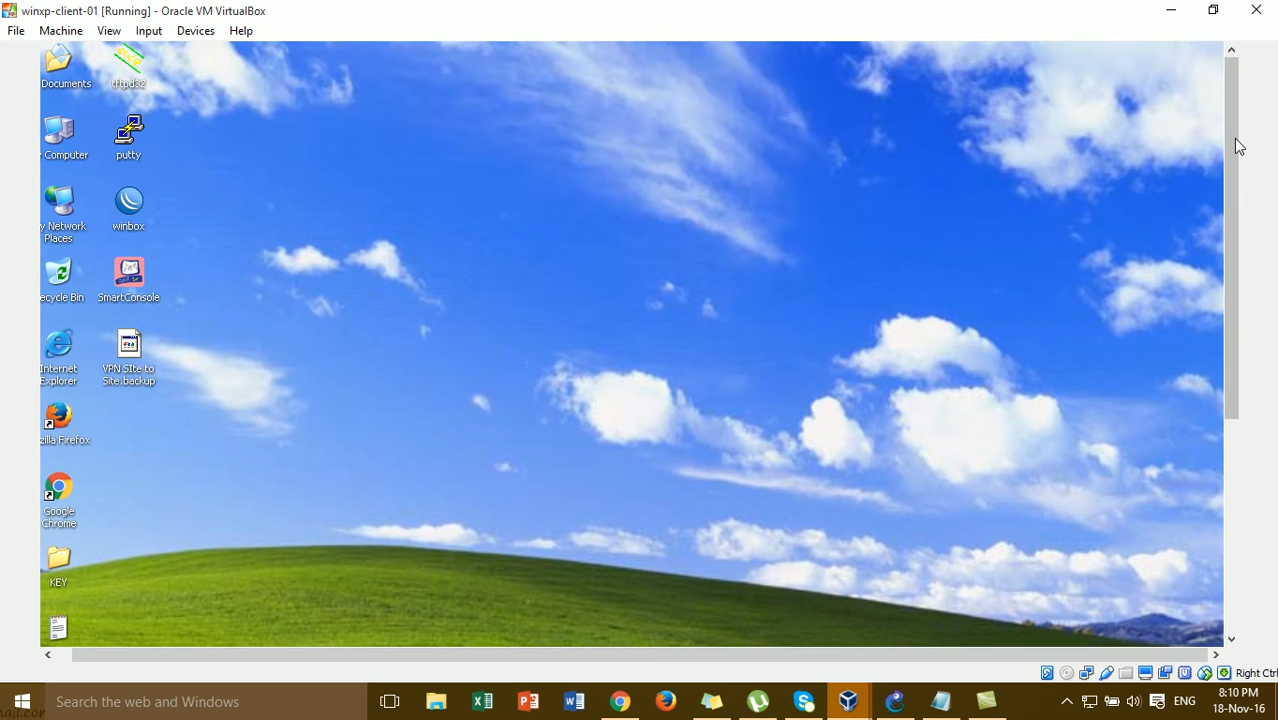 winxp-client-01 [Running] - Oracle VM VirtualBox
File Machine View Input Devices Help
Documents
tftpd32
y Computer
putty
y Network
Places
winbox
ecycle Bin
SmartConsole
Internet
Explorer
VPN SIte to
Site.backup
zilla Firefox
Google
Chrome
KEY
Right Ctrl
Search the web and Windows
ENG
8:10 PM
18-Nov-16